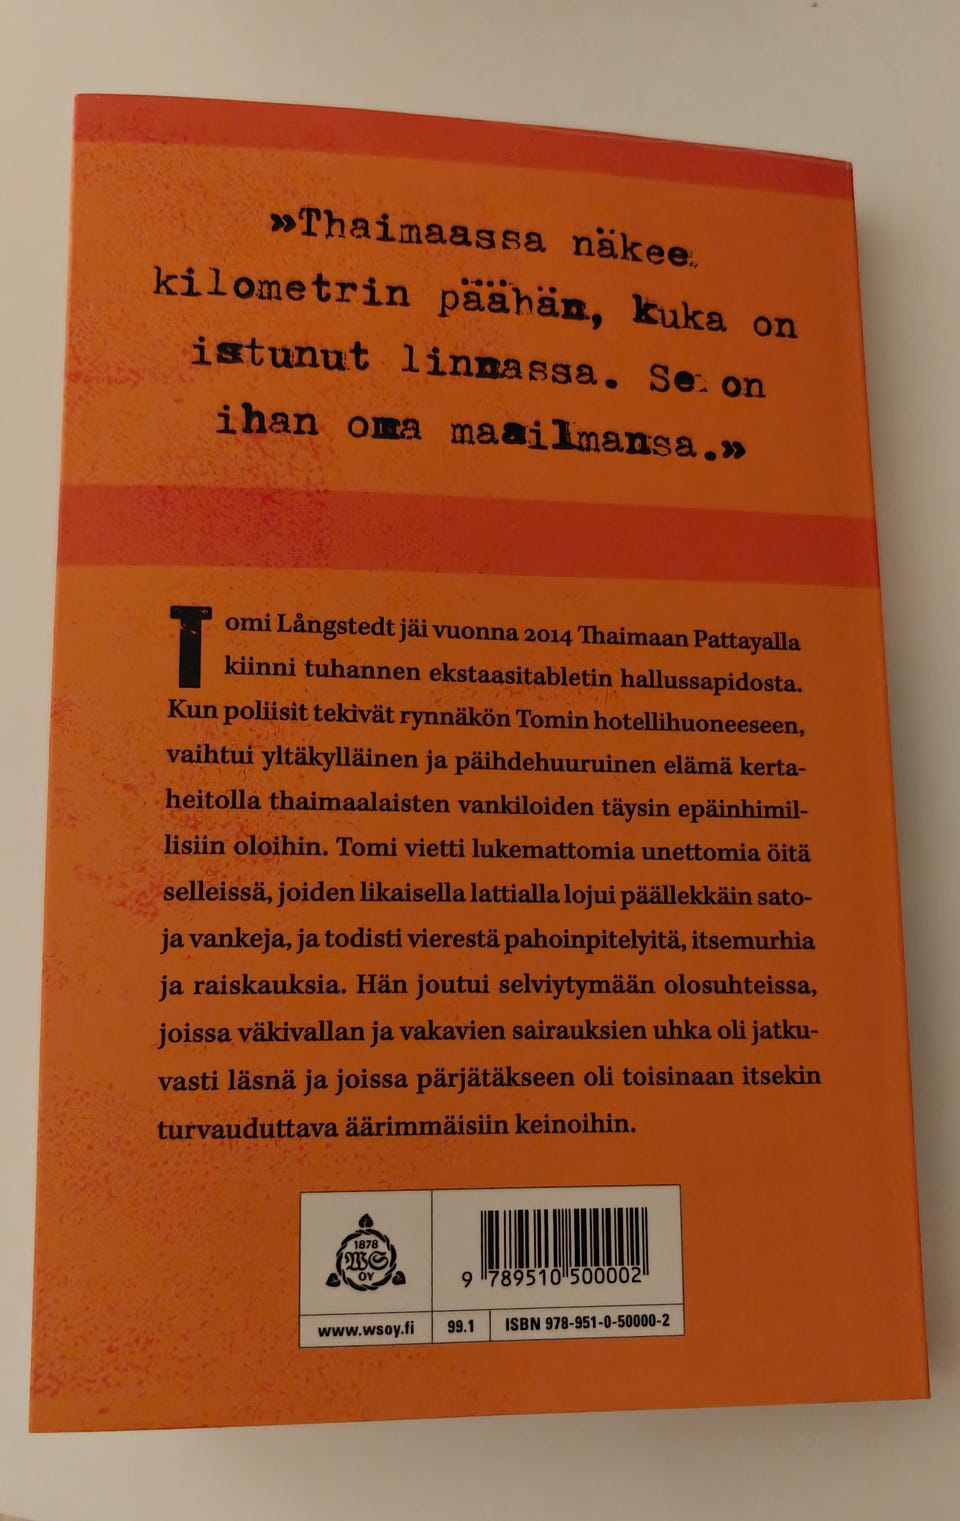 »Thaimaassa näkee
kilometrin päähän, kuka on
istunut linnassa. Se on
ihan oma maailmansa.»
Tomi Långstedt jäi vuonna 2014 Thaimaan Pattayalla
kiinni tuhannen ekstaasitabletin hallussapidosta.
Kun poliisit tekivät rynnäkön Tomin hotellihuoneeseen,
vaihtui yltäkylläinen ja päihdehuuruinen elämä kerta-
heitolla thaimaalaisten vankiloiden täysin epäinhimil-
lisiin oloihin. Tomi vietti lukemattomia unettomia öitä
selleissä, joiden likaisella lattialla lojui päällekkäin sato-
ja vankeja, ja todisti vierestä pahoinpitelyitä, itsemurhia
ja raiskauksia. Hän joutui selviytymään olosuhteissa,
joissa väkivallan ja vakavien sairauksien uhka oli jatku-
vasti läsnä ja joissa pärjätäkseen oli toisinaan itsekin
turvauduttava äärimmäisiin keinoihin.
1878
WS
OY
9 789510 500002
www.wsoy.fi
99.1
ISBN 978-951-0-50000-2